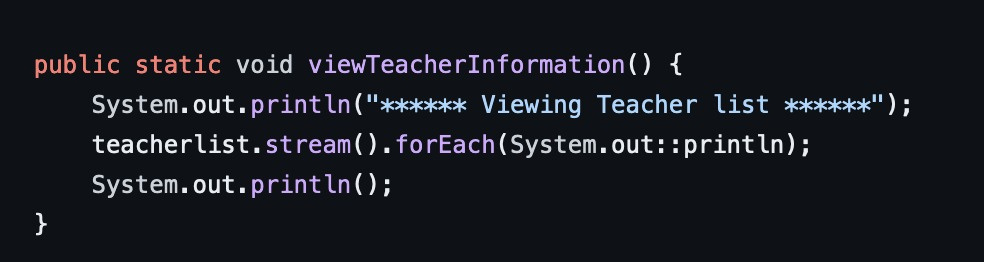 public static void viewTeacherInformation() {
    System.out.println("****** Viewing Teacher list ******");
    teacherlist.stream().forEach(System.out::println);
    System.out.println();
}